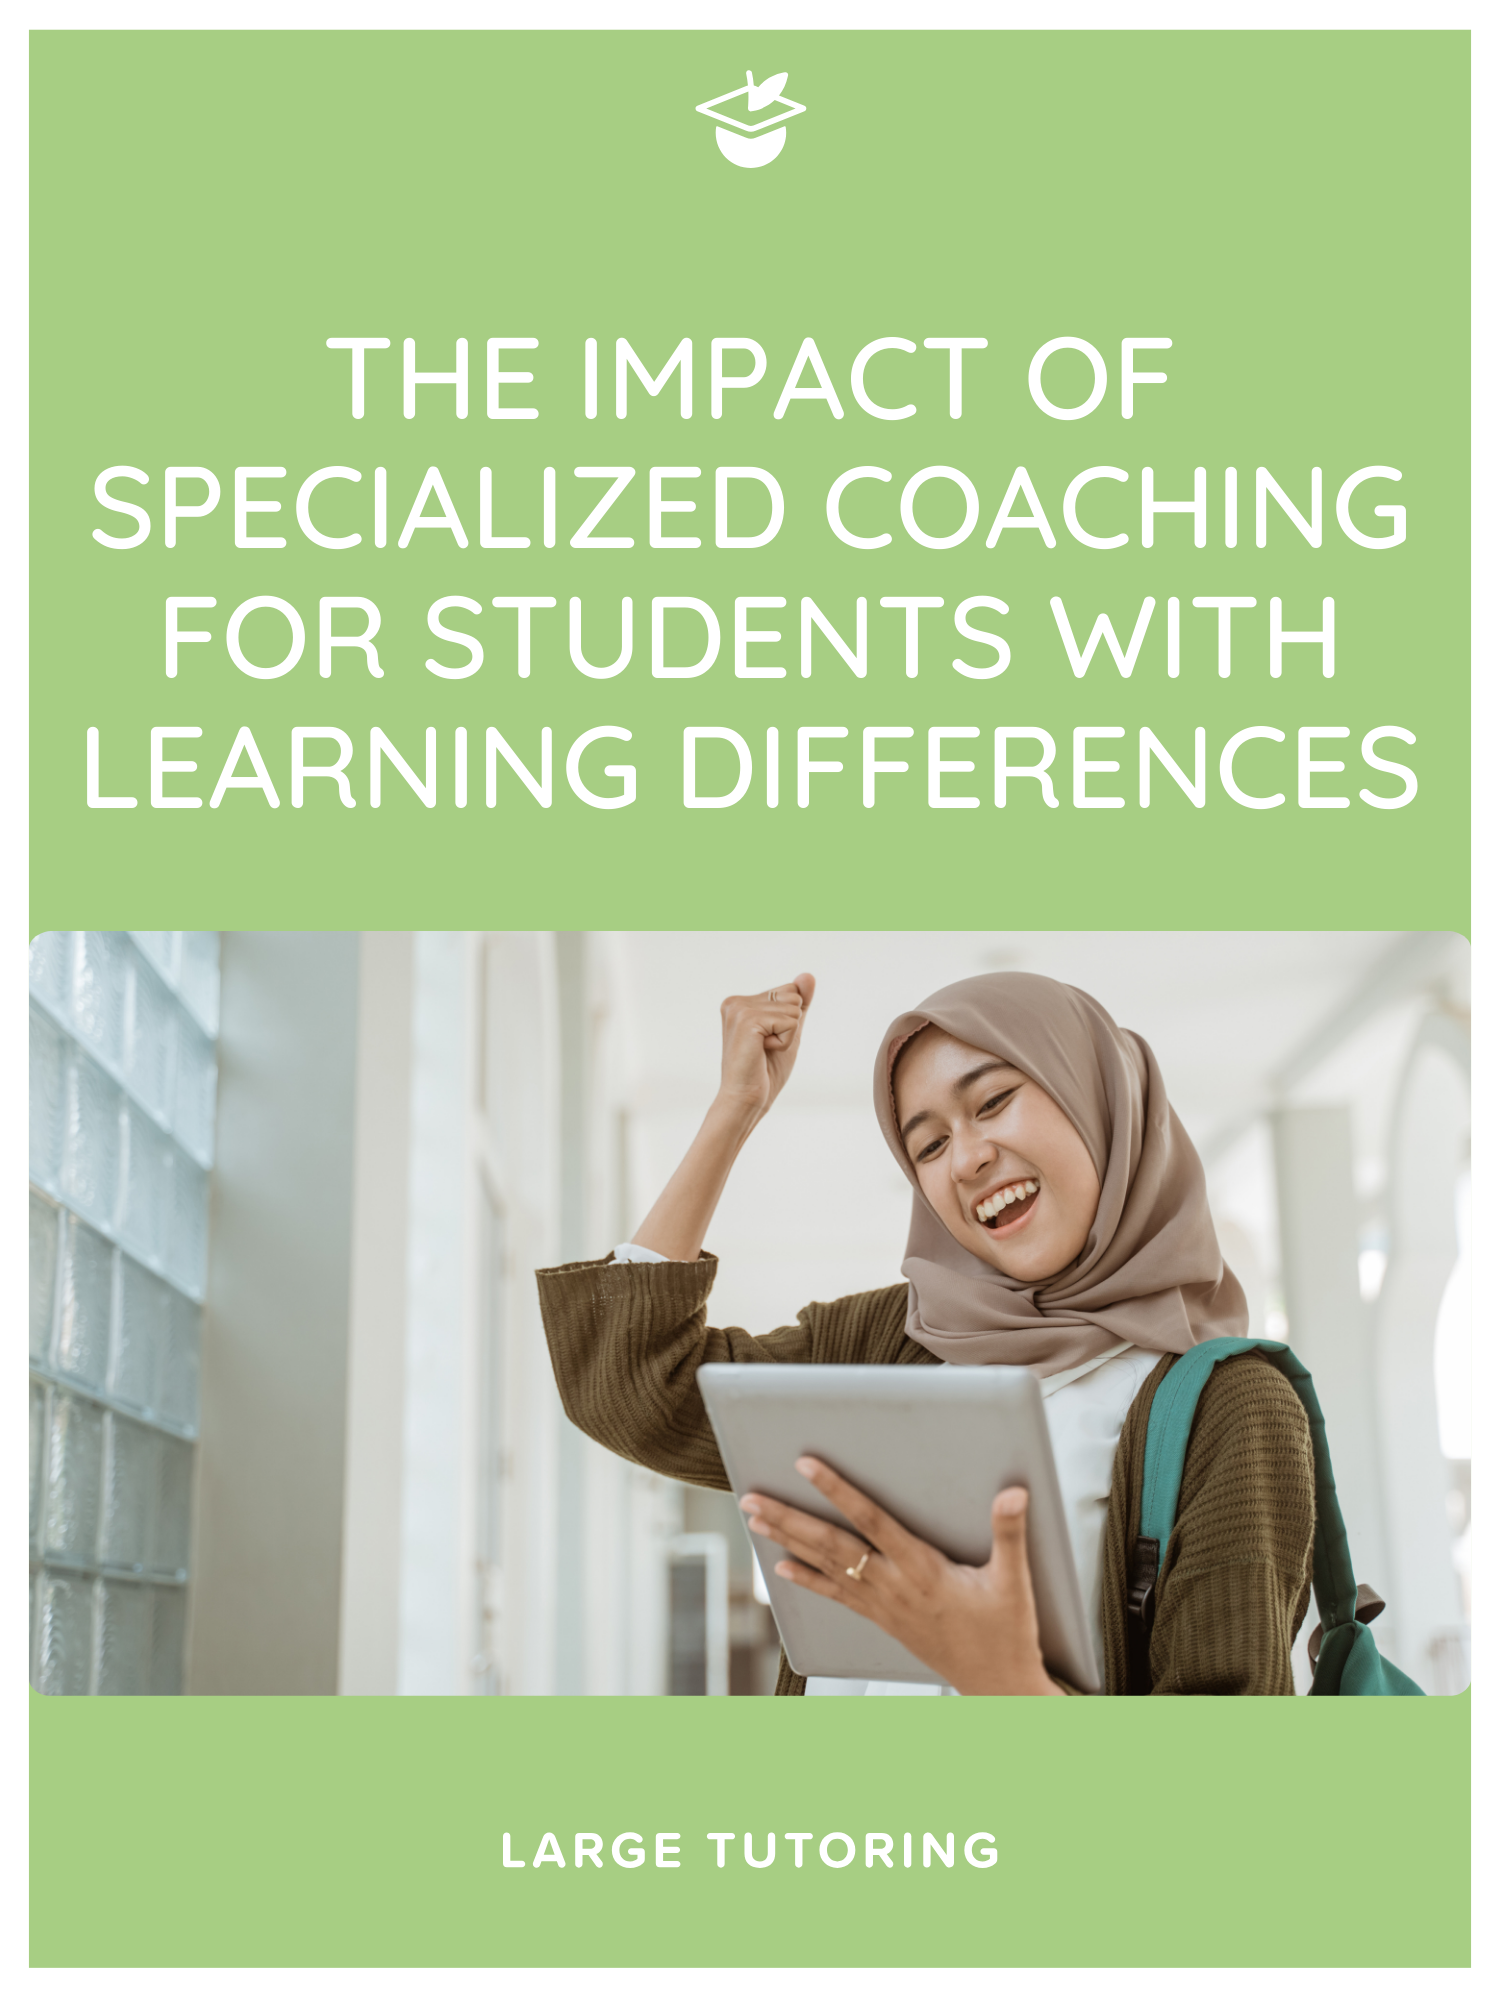 THE IMPACT OF
SPECIALIZED COACHING
FOR STUDENTS WITH
LEARNING DIFFERENCES
LARGE TUTORING